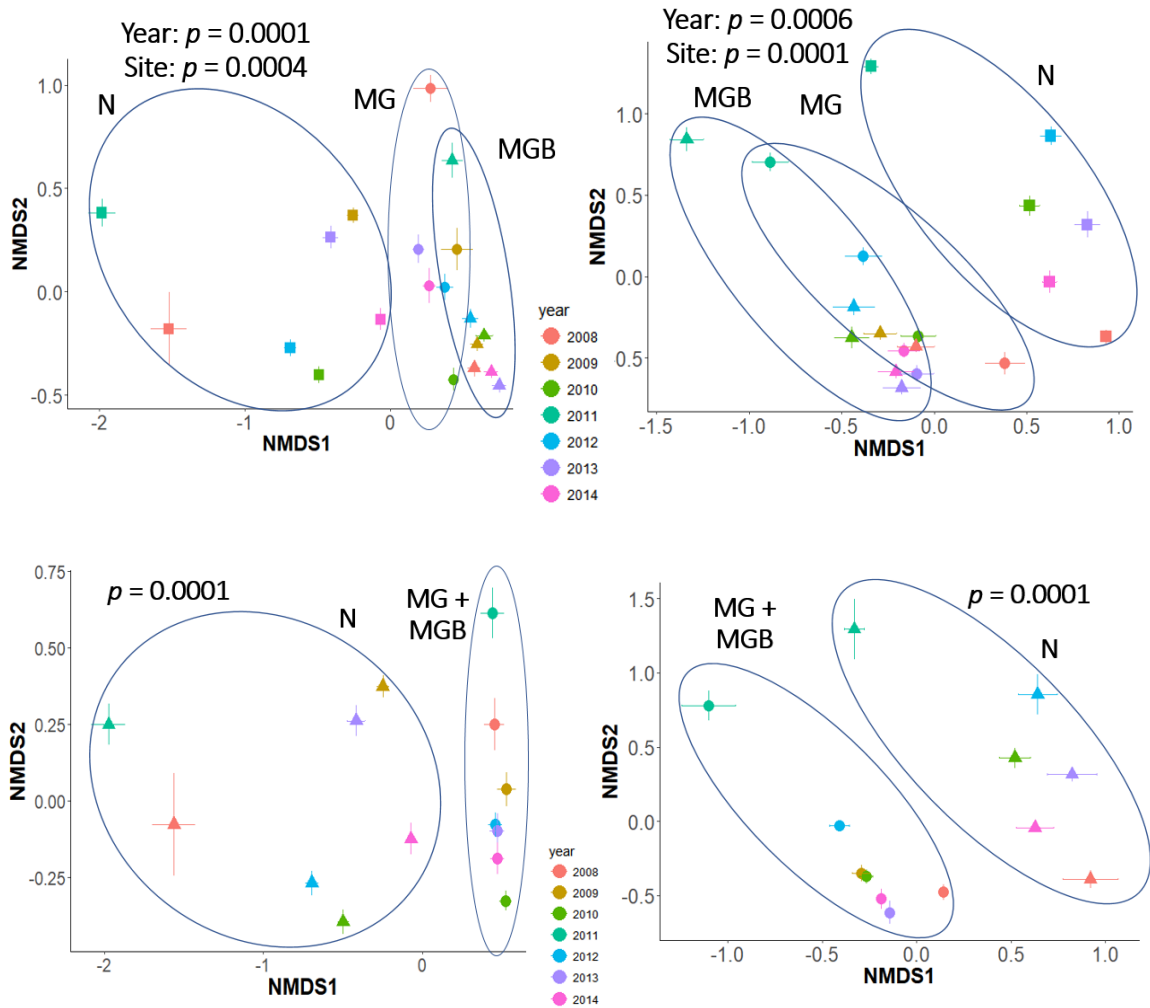 Year: p = 0.0001
Site: p = 0.0004
N
MG
MGB
1.0
0.5
0.0
-0.5
NMDS2
-2
-1
0
NMDS1
year
2008
2009
2010
2011
2012
2013
2014
Year: p = 0.0006
Site: p = 0.0001
MGB
MG
N
1.0
0.5
0.0
-0.5
NMDS2
-1.5
-1.0
-0.5
0.0
0.5
1.0
NMDS1
p = 0.0001
N
MG +
MGB
0.75
0.50
0.25
0.00
-0.25
NMDS2
-2
-1
0
NMDS1
year
2008
2009
2010
2011
2012
2013
2014
MG +
MGB
p = 0.0001
N
1.5
1.0
0.5
0.0
-0.5
NMDS2
-1.0
-0.5
0.0
0.5
1.0
NMDS1